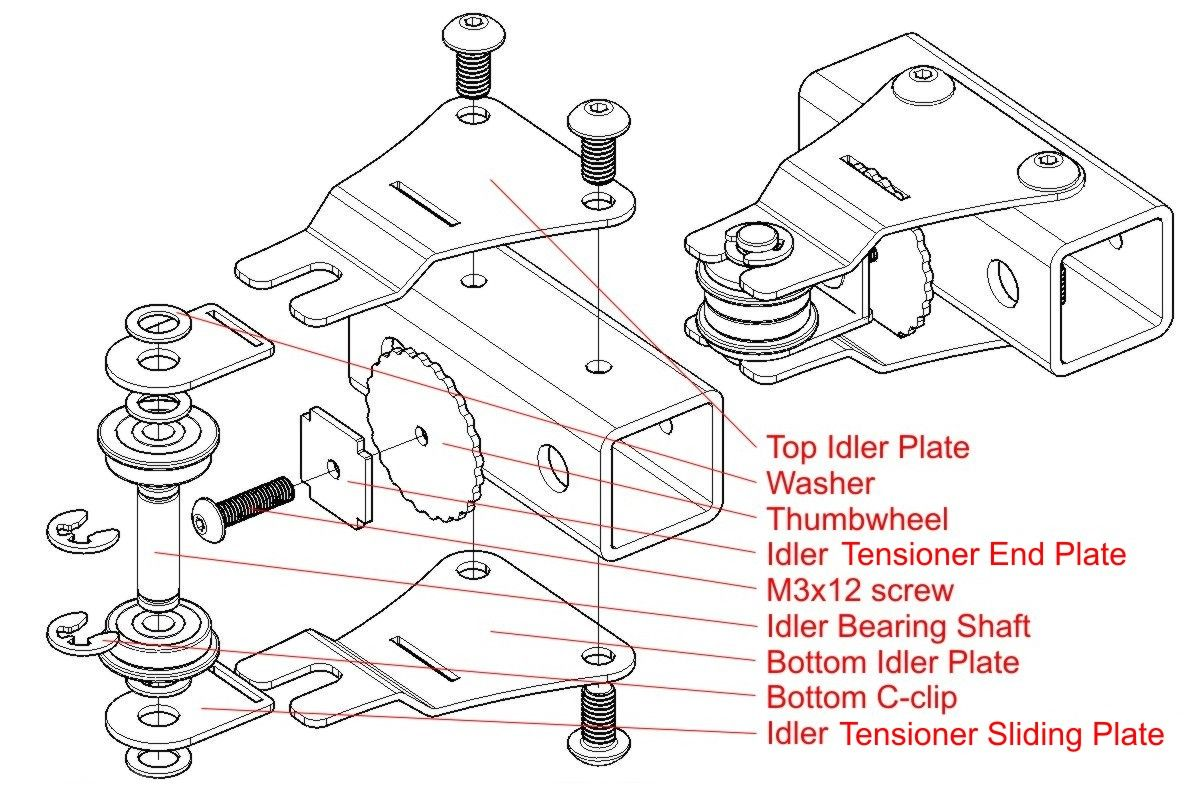 Top Idler Plate
Washer
Thumbwheel
Idler Tensioner End Plate
M3x12 screw
Idler Bearing Shaft
Bottom Idler Plate
Bottom C-clip
Idler Tensioner Sliding Plate